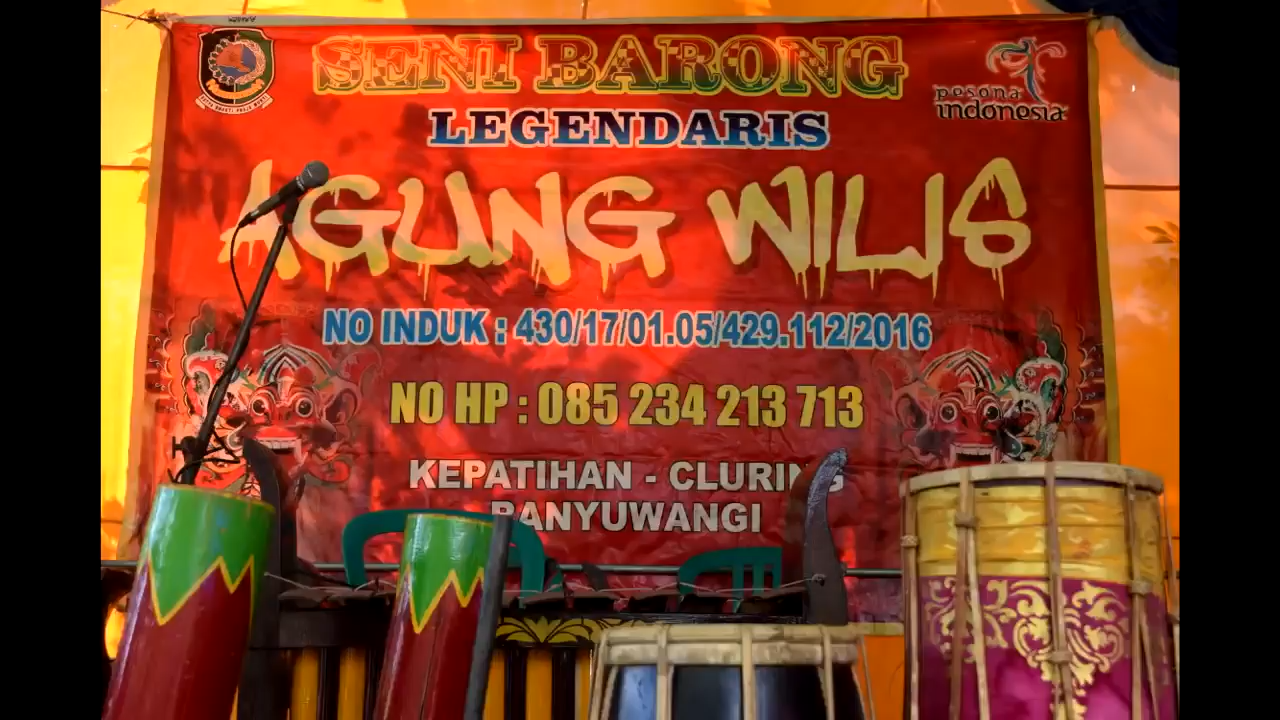 SENI BARONG
LEGENDARIS
pesona
indonesia
AGUNG WILIS
NO INDUK : 430/17/01.05/429.112/2016
NO HP : 085 234 213 713
KEPATIHAN - CLURING
BANYUWANGI